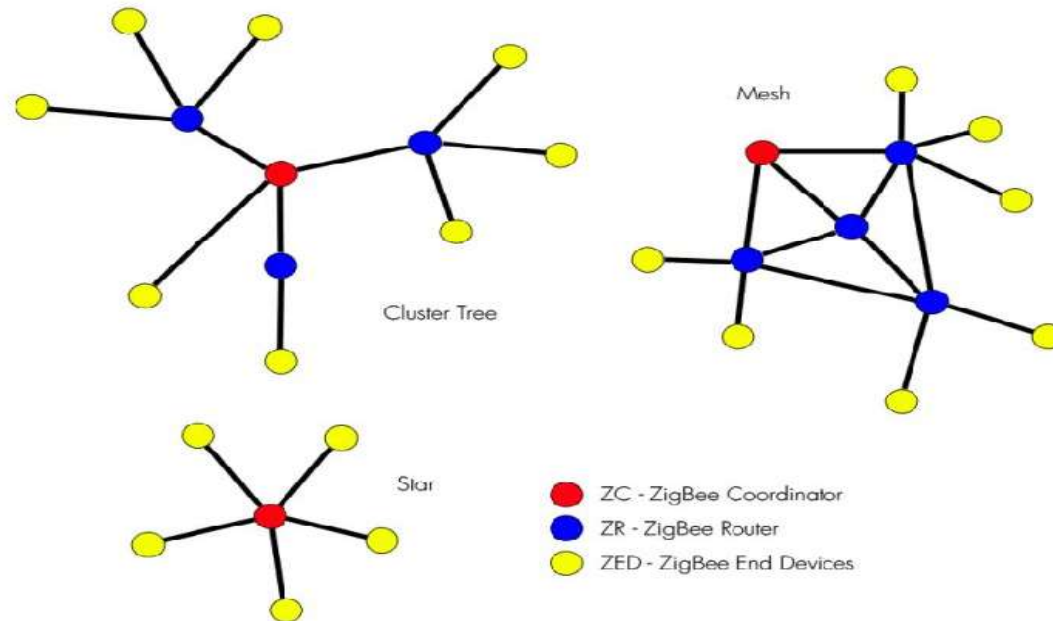 Mesh
Cluster Tree
Star
ZC - ZigBee Coordinator
ZR - ZigBee Router
ZED - ZigBee End Devices